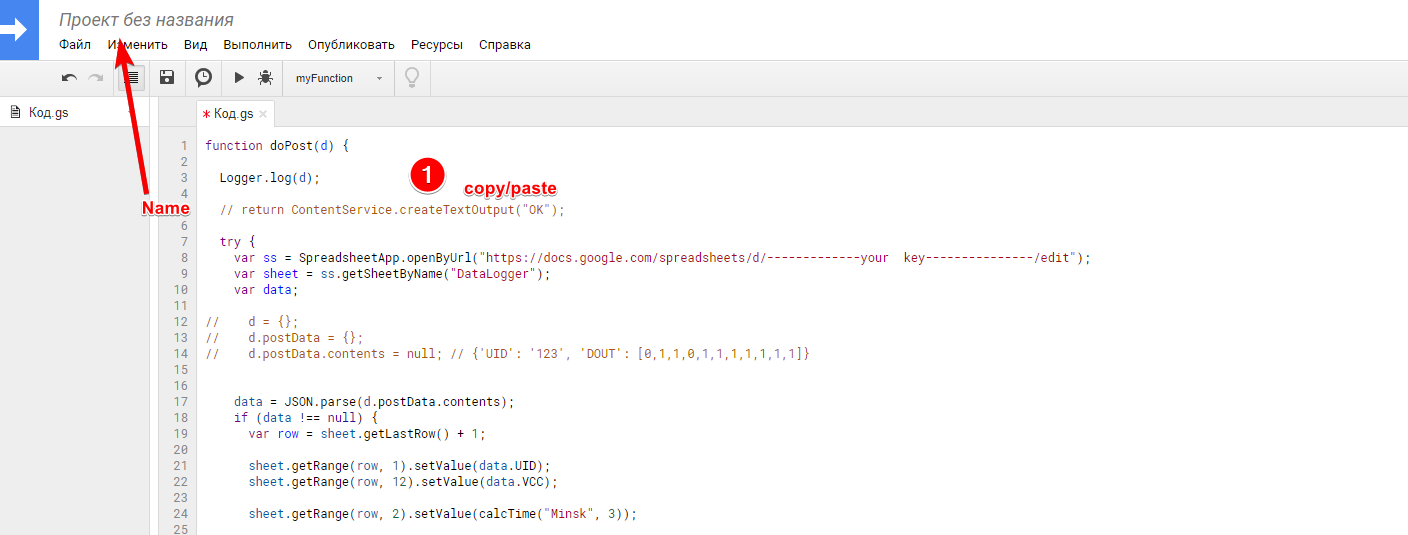 Проект без названия
Файл Изменить Вид Выполнить Опубликовать Ресурсы Справка
myFunction
Код.gs
* Код.gs ×
1 function doPost(d) {
2
3 Logger.log(d);
4
5 // return ContentService.createTextOutput("OK");
6
7 try {
8 var ss = SpreadsheetApp.openByUrl("https://docs.google.com/spreadsheets/d/-------------your  key---------------/edit");
9 var sheet = ss.getSheetByName("DataLogger");
10 var data;
11
12 //    d = {};
13 //    d.postData = {};
14 //    d.postData.contents = null; // {'UID': '123', 'DOUT': [0,1,1,0,1,1,1,1,1,1,1]}
15
16
17 data = JSON.parse(d.postData.contents);
18 if (data !== null) {
19 var row = sheet.getLastRow() + 1;
20
21 sheet.getRange(row, 1).setValue(data.UID);
22 sheet.getRange(row, 12).setValue(data.VCC);
23
24 sheet.getRange(row, 2).setValue(calcTime("Minsk", 3));
25
1
copy/paste
Name